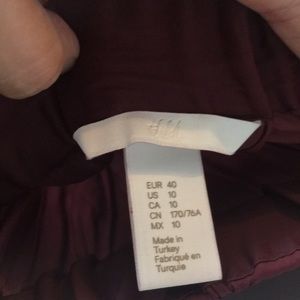 H&M
EUR 40
US 10
CA 10
CN 170/76A
MX 10
Made in
Turkey
Fabriqué en
Turquie